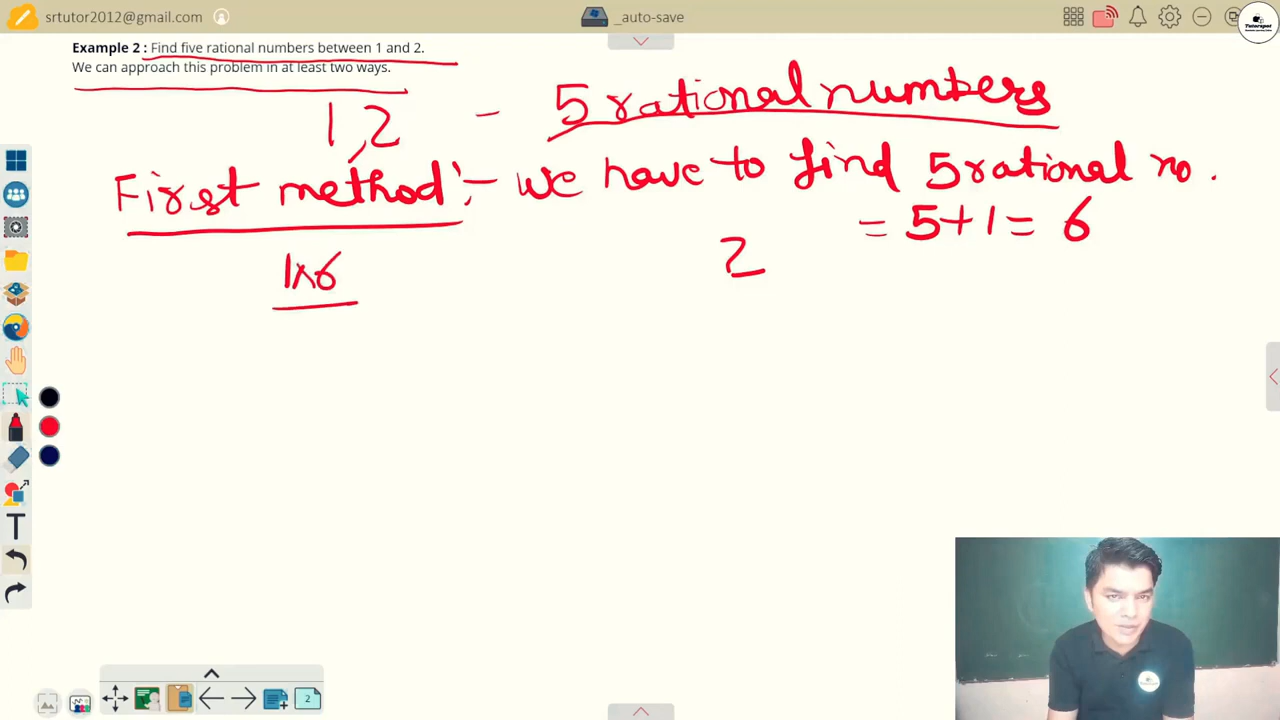 srtutor2012@gmail.com
_auto-save
Tutorspot
Example 2 : Find five rational numbers between 1 and 2.
We can approach this problem in at least two ways.
1,2 - 5 rational numbers
First method :- we have to find 5 rational no.
= 5+1 = 6
1x6
2
T
2